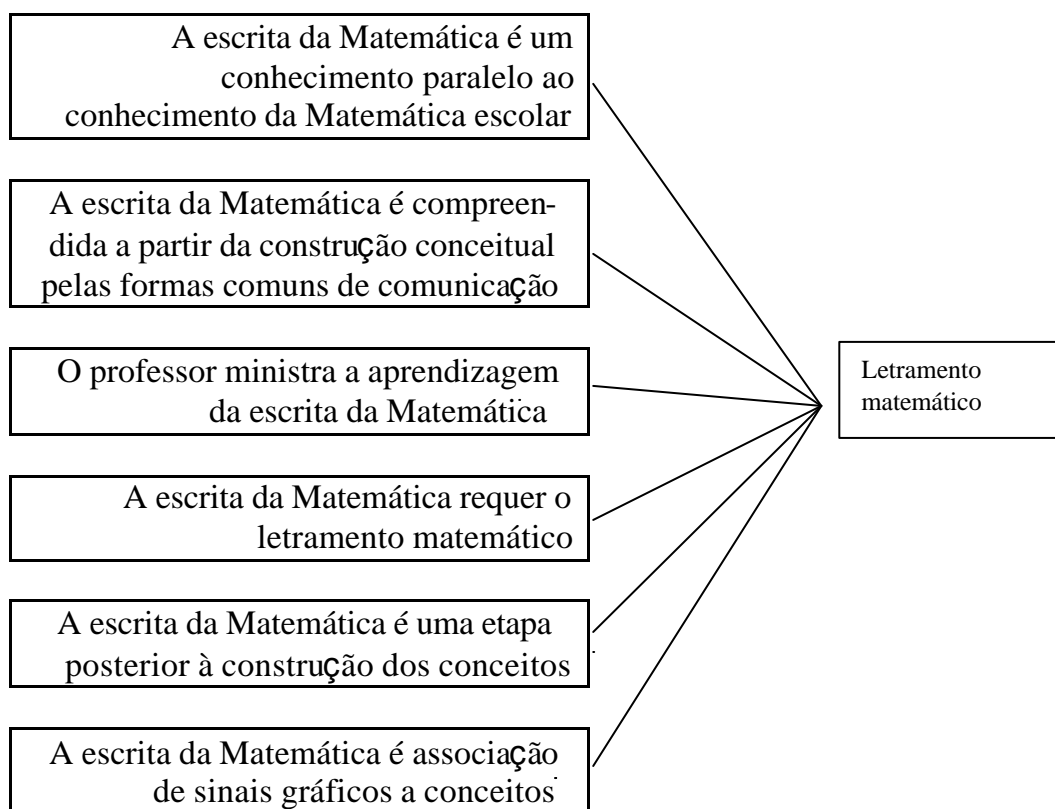 A escrita da Matemática é um
conhecimento paralelo ao
conhecimento da Matemática escolar
A escrita da Matemática é compreen-
dida a partir da construção conceitual
pelas formas comuns de comunicação
O professor ministra a aprendizagem
da escrita da Matemática
A escrita da Matemática requer o
letramento matemático
A escrita da Matemática é uma etapa
posterior à construção dos conceitos
A escrita da Matemática é associação
de sinais gráficos a conceitos
Letramento
matemático